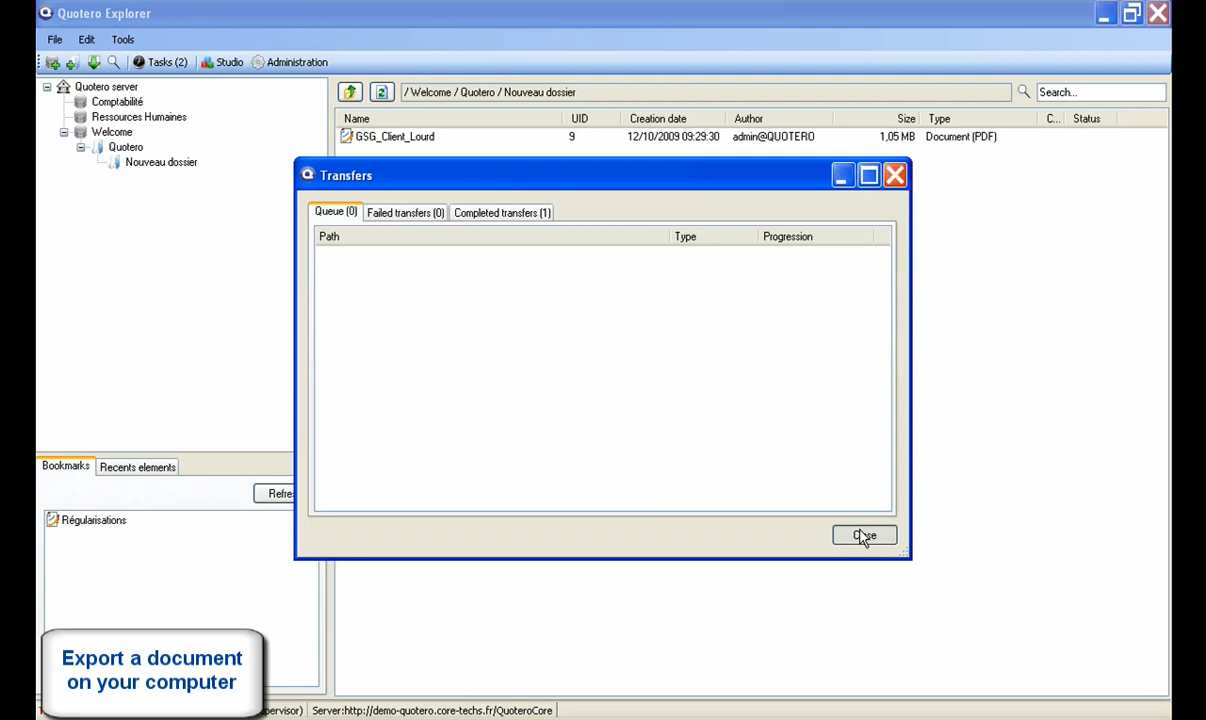 Quotero Explorer
File Edit Tools
Tasks (2) Studio Administration
Quotero server
Comptabilité
Ressources Humaines
Welcome
Quotero
Nouveau dossier
/ Welcome / Quotero / Nouveau dossier Search...
Name UID Creation date Author Size Type C... Status
GSG_Client_Lourd 9 12/10/2009 09:29:30 admin@QUOTERO 1,05 MB Document (PDF)
Transfers
Queue (0) Failed transfers (0) Completed transfers (1)
Path Type Progression
Close
Bookmarks Recents elements
Refre
Régularisations
Export a document
on your computer
Server:http://demo-quotero.core-techs.fr/QuoteroCore